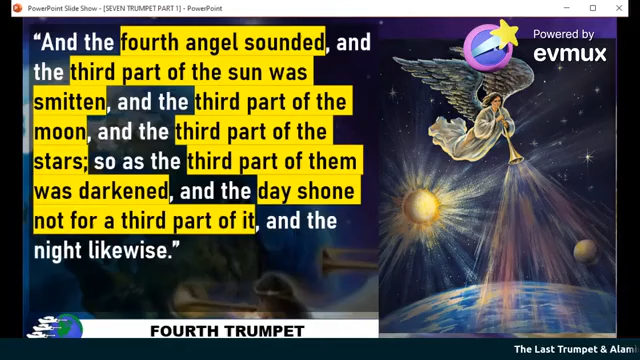 PowerPoint Slide Show - [SEVEN TRUMPET PART 1] - PowerPoint
“And the fourth angel sounded, and
the third part of the sun was
smitten, and the third part of the
moon, and the third part of the
stars; so as the third part of them
was darkened, and the day shone
not for a third part of it, and the
night likewise.”
Powered by
evmux
FOURTH TRUMPET
The Last Trumpet & Alam